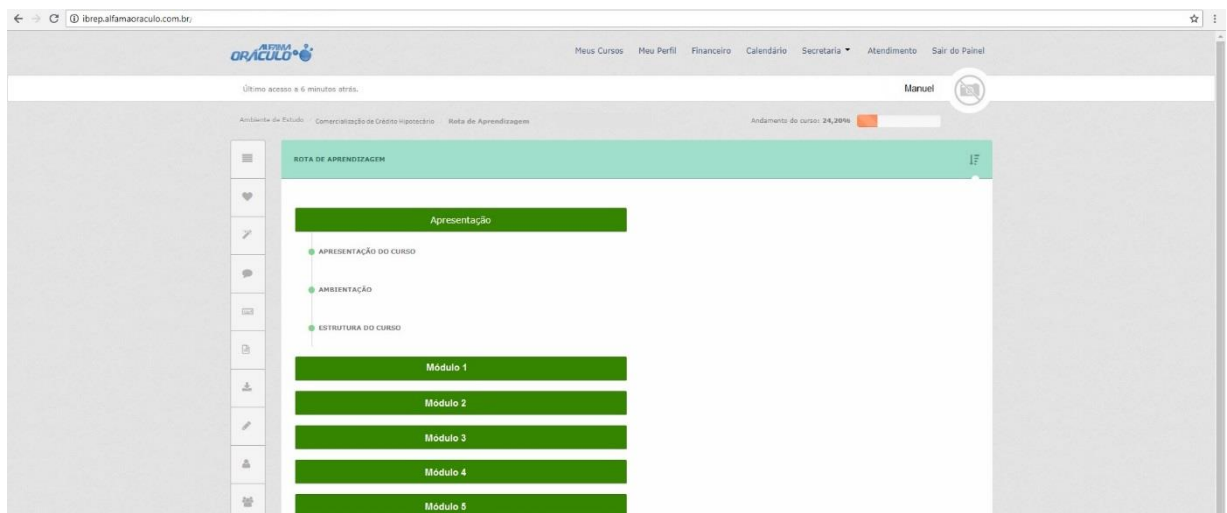 ibrep.alfamaoraculo.com.br/
ALFAMA
ORÁCULO
Meus Cursos Meu Perfil Financeiro Calendário Secretaria Atendimento Sair do Painel
Último acesso a 6 minutos atrás.
Manuel
Ambiente de Estudo Comercialização de Crédito Hipotecário Rota de Aprendizagem
Andamento do curso: 24,20%
ROTA DE APRENDIZAGEM
Apresentação
APRESENTAÇÃO DO CURSO
AMBIENTAÇÃO
ESTRUTURA DO CURSO
Módulo 1
Módulo 2
Módulo 3
Módulo 4
Módulo 5